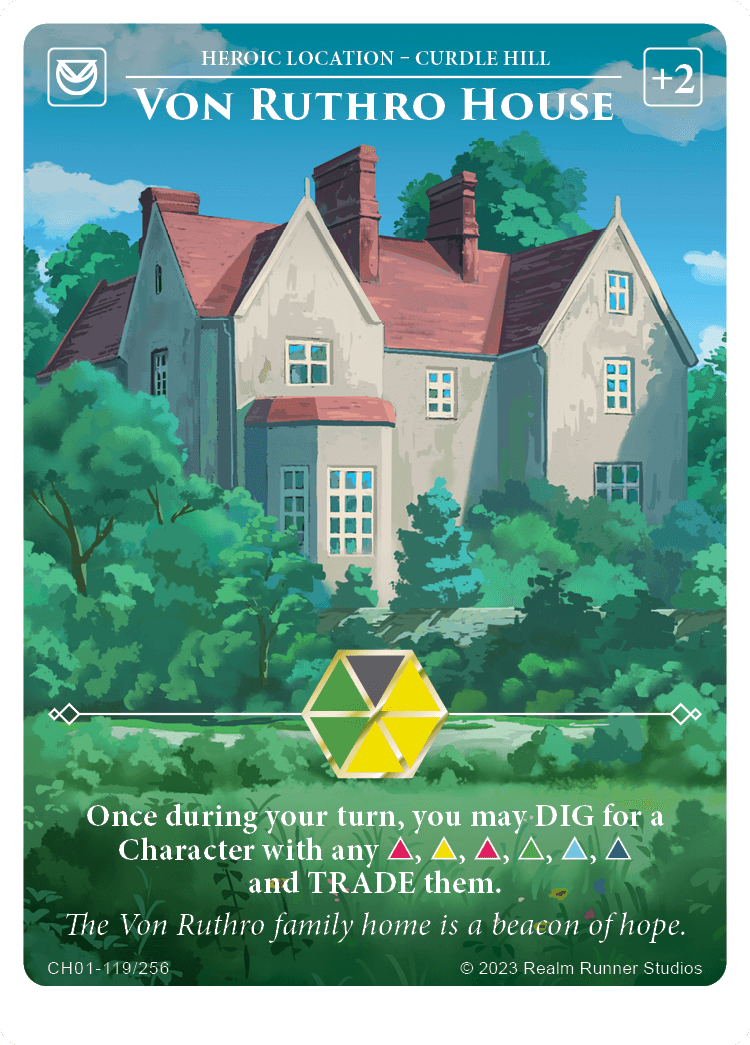 HEROIC LOCATION – CURDLE HILL
VON RUTHRO HOUSE
+2
Once during your turn, you may DIG for a
Character with any , , , , ,
and TRADE them.
The Von Ruthro family home is a beacon of hope.
CH01-119/256
© 2023 Realm Runner Studios